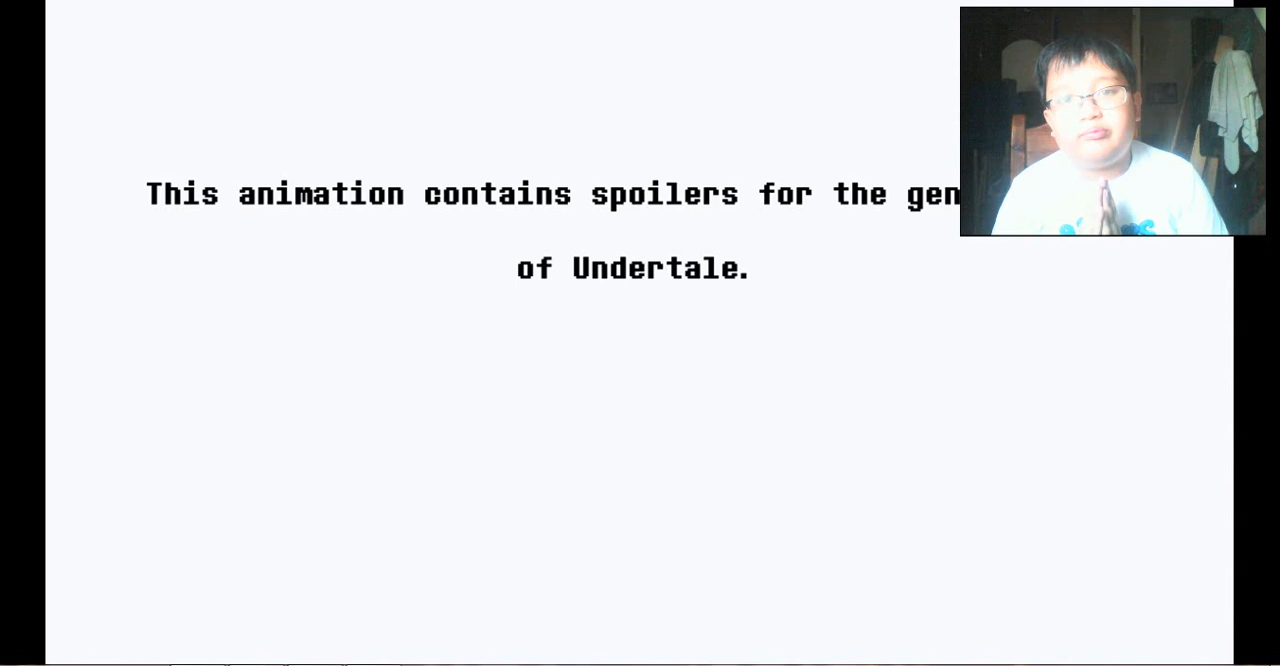 This animation contains spoilers for the gen
of Undertale.